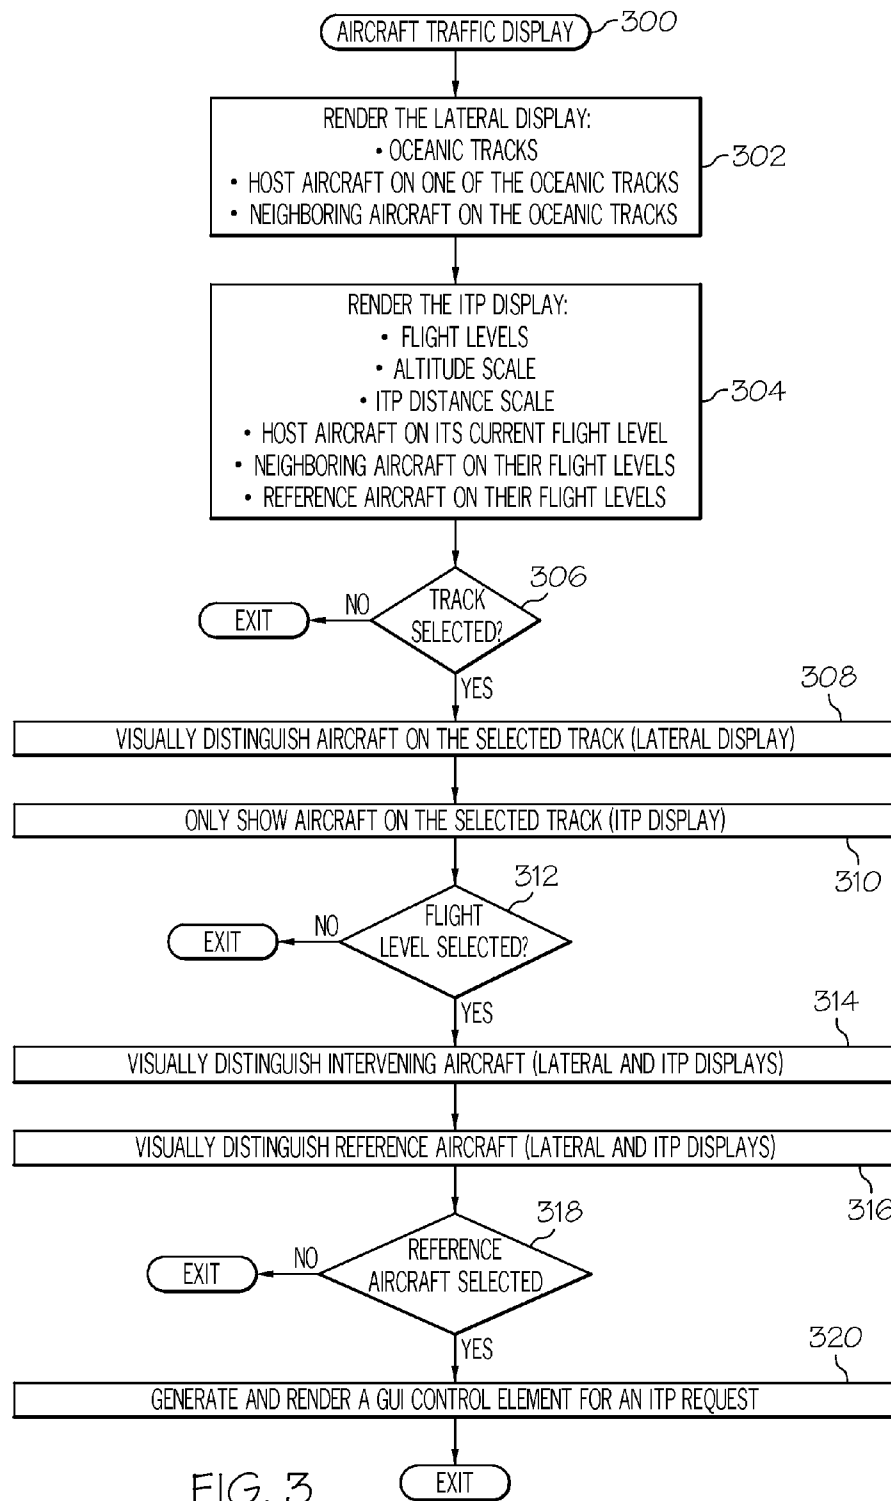 AIRCRAFT TRAFFIC DISPLAY
300
RENDER THE LATERAL DISPLAY:
• OCEANIC TRACKS
• HOST AIRCRAFT ON ONE OF THE OCEANIC TRACKS
• NEIGHBORING AIRCRAFT ON THE OCEANIC TRACKS
302
RENDER THE ITP DISPLAY:
• FLIGHT LEVELS
• ALTITUDE SCALE
• ITP DISTANCE SCALE
• HOST AIRCRAFT ON ITS CURRENT FLIGHT LEVEL
• NEIGHBORING AIRCRAFT ON THEIR FLIGHT LEVELS
• REFERENCE AIRCRAFT ON THEIR FLIGHT LEVELS
304
306
TRACK
SELECTED?
NO
EXIT
YES
308
VISUALLY DISTINGUISH AIRCRAFT ON THE SELECTED TRACK (LATERAL DISPLAY)
ONLY SHOW AIRCRAFT ON THE SELECTED TRACK (ITP DISPLAY)
310
312
FLIGHT
LEVEL SELECTED?
NO
EXIT
YES
314
VISUALLY DISTINGUISH INTERVENING AIRCRAFT (LATERAL AND ITP DISPLAYS)
VISUALLY DISTINGUISH REFERENCE AIRCRAFT (LATERAL AND ITP DISPLAYS)
316
318
REFERENCE
AIRCRAFT SELECTED
NO
EXIT
YES
320
GENERATE AND RENDER A GUI CONTROL ELEMENT FOR AN ITP REQUEST
EXIT
FIG. 3